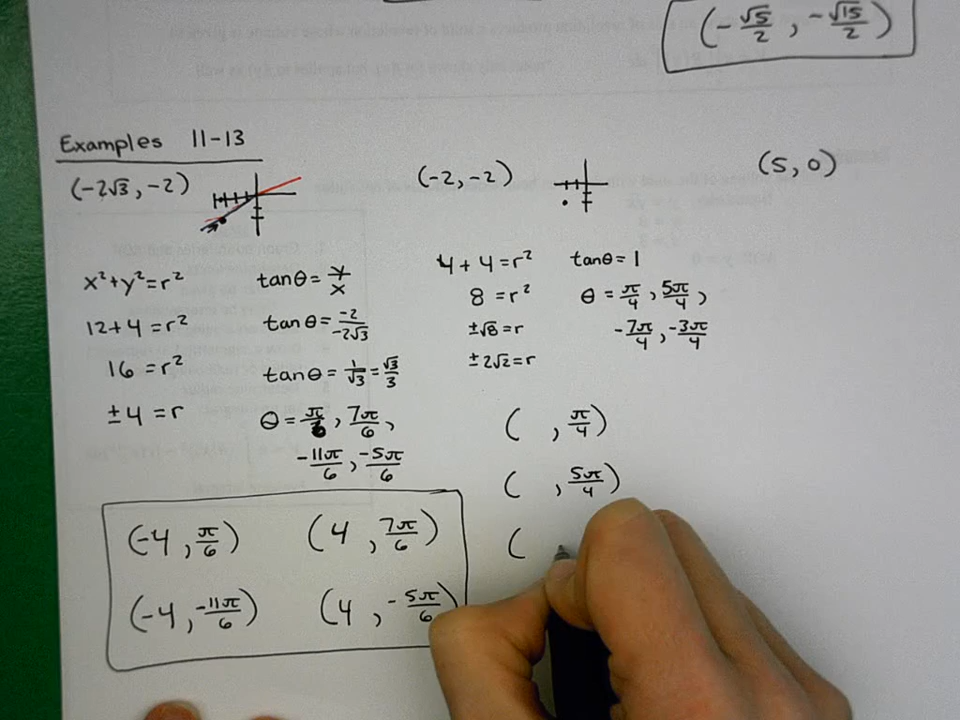 (-√5/2 , -√15/2)
Examples 11-13
(-2√3, -2)
x² + y² = r²
12 + 4 = r²
16 = r²
± 4 = r
tanθ = y/x
tanθ = -2/-2√3
tanθ = 1/√3 = √3/3
θ = π/6 , 7π/6 ,
-11π/6 , -5π/6
(-4 , π/6) (4 , 7π/6)
(-4 , -11π/6) (4 , -5π/6)
(-2, -2)
4 + 4 = r²
8 = r²
±√8 = r
±2√2 = r
tanθ = 1
θ = π/4 , 5π/4 ,
-7π/4 , -3π/4
( , π/4)
( , 5π/4)
(
(5, 0)